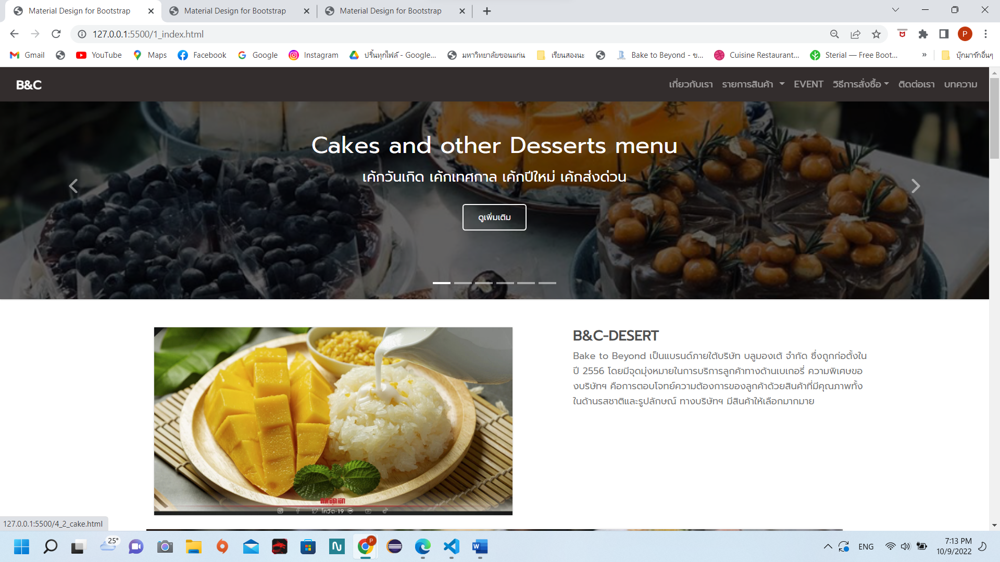 Material Design for Bootstrap
Material Design for Bootstrap
Material Design for Bootstrap
127.0.0.1:5500/1_index.html
P
Gmail
YouTube
Maps
Facebook
Google
Instagram
ปริ้นทุกไฟล์ - Google...
มหาวิทยาลัยขอนแก่น
เรียนสองนะ
Bake to Beyond - ข...
Cuisine Restaurant...
Sterial — Free Boot...
»
บุ๊กมาร์กอื่นๆ
B&C
เกี่ยวกับเรา
รายการสินค้า
EVENT
วิธีการสั่งซื้อ
ติดต่อเรา
บทความ
Cakes and other Desserts menu
เค้กวันเกิด เค้กเทศกาล เค้กปีใหม่ เค้กส่งด่วน
ดูเพิ่มเติม
B&C-DESERT
Bake to Beyond เป็นแบรนด์ภายใต้บริษัท บลูมองเต้ จำกัด ซึ่งถูกก่อตั้งใน
ปี 2556 โดยมีจุดมุ่งหมายในการบริการลูกค้าทางด้านเบเกอรี่ ความพิเศษขอ
งบริษัทฯ คือการตอบโจทย์ความต้องการของลูกค้าด้วยสินค้าที่มีคุณภาพทั้ง
ในด้านรสชาติและรูปลักษณ์ ทางบริษัทฯ มีสินค้าให้เลือกมากมาย
โควิด-19
127.0.0.1:5500/4_2_cake.html
25°
P
ENG
7:13 PM
10/9/2022